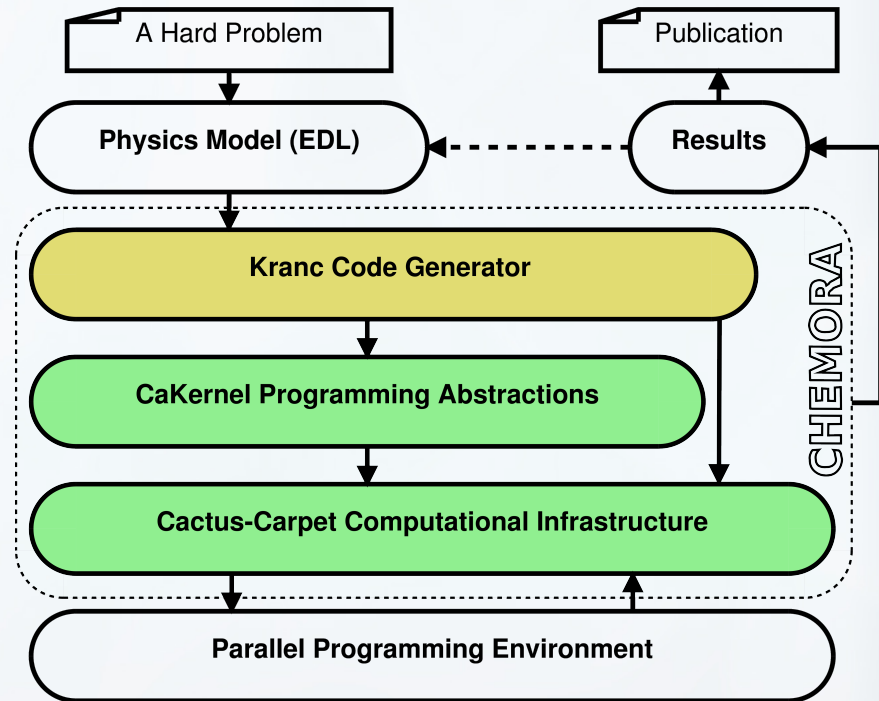 A Hard Problem
Publication
Physics Model (EDL)
Results
Kranc Code Generator
CHEMORA
CaKernel Programming Abstractions
Cactus-Carpet Computational Infrastructure
Parallel Programming Environment